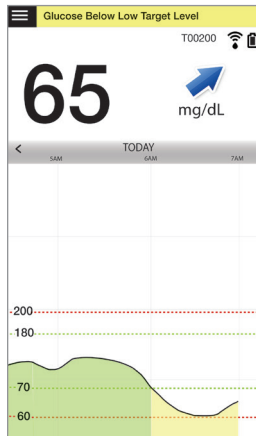 Glucose Below Low Target Level
T00200
65
mg/dL
TODAY
5AM 6AM 7AM
200
180
70
60